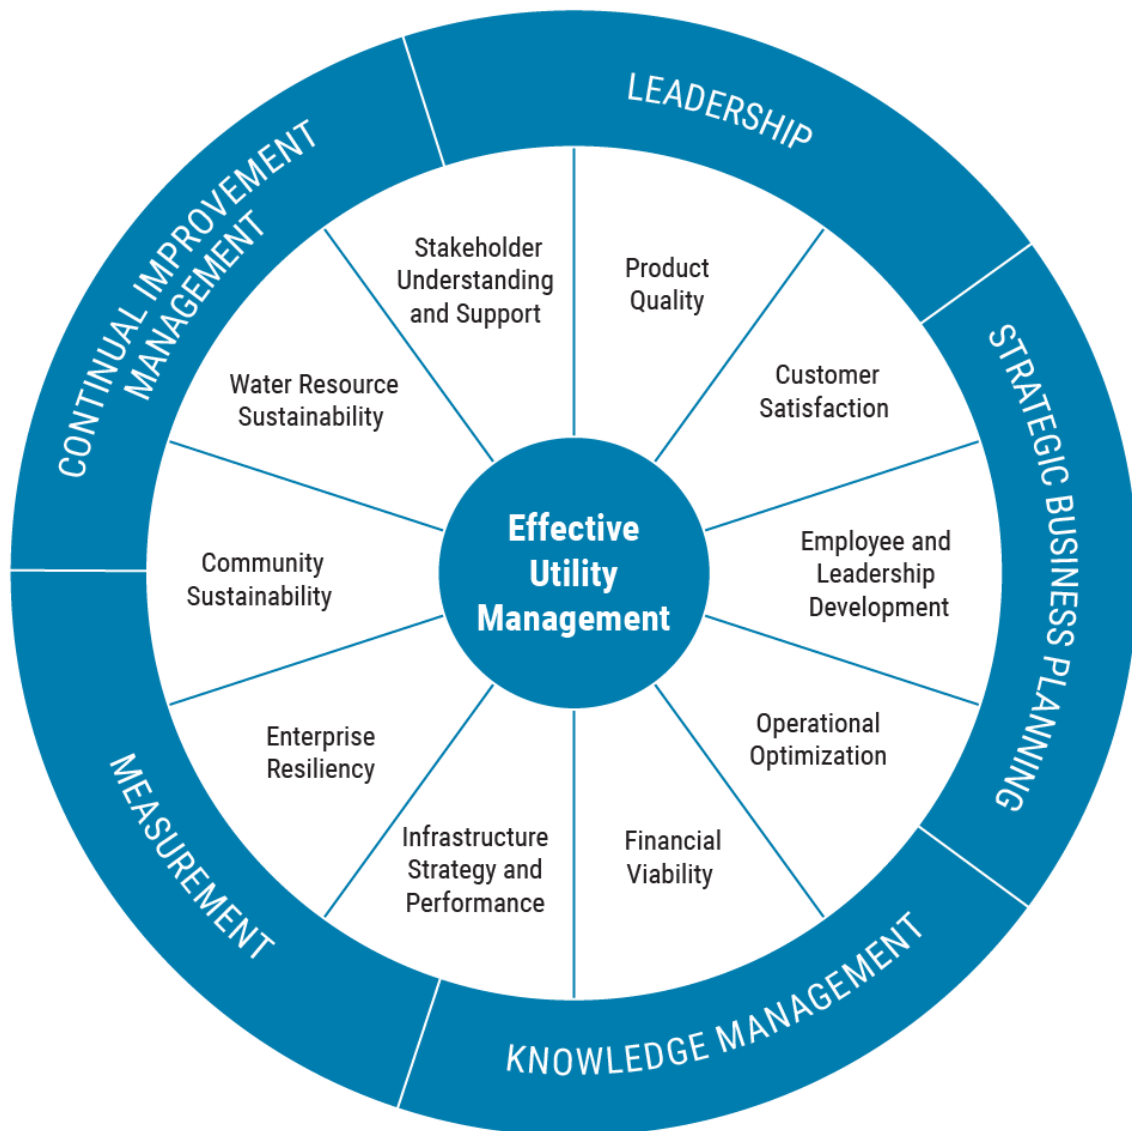 LEADERSHIP
STRATEGIC BUSINESS PLANNING
KNOWLEDGE MANAGEMENT
MEASUREMENT
CONTINUAL IMPROVEMENT
MANAGEMENT
Product
Quality
Customer
Satisfaction
Employee and
Leadership
Development
Operational
Optimization
Financial
Viability
Infrastructure
Strategy and
Performance
Enterprise
Resiliency
Community
Sustainability
Water Resource
Sustainability
Stakeholder
Understanding
and Support
Effective
Utility
Management